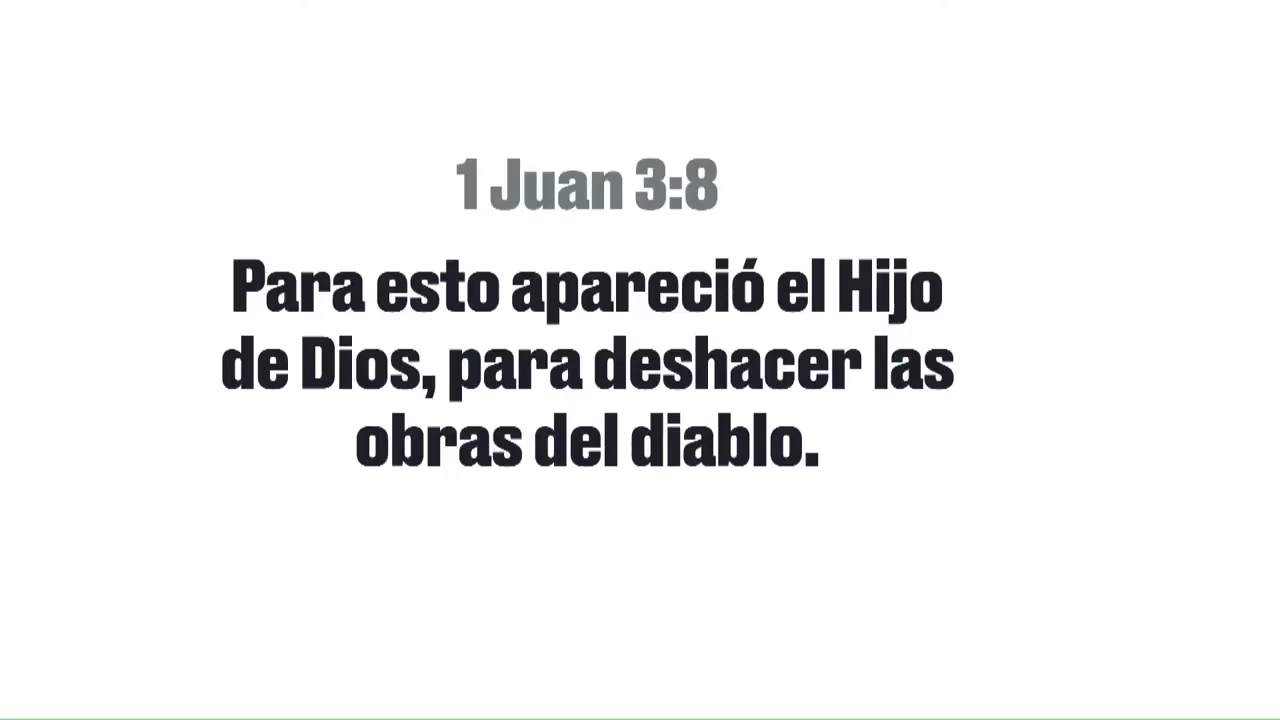 1 Juan 3:8
Para esto apareció el Hijo
de Dios, para deshacer las
obras del diablo.